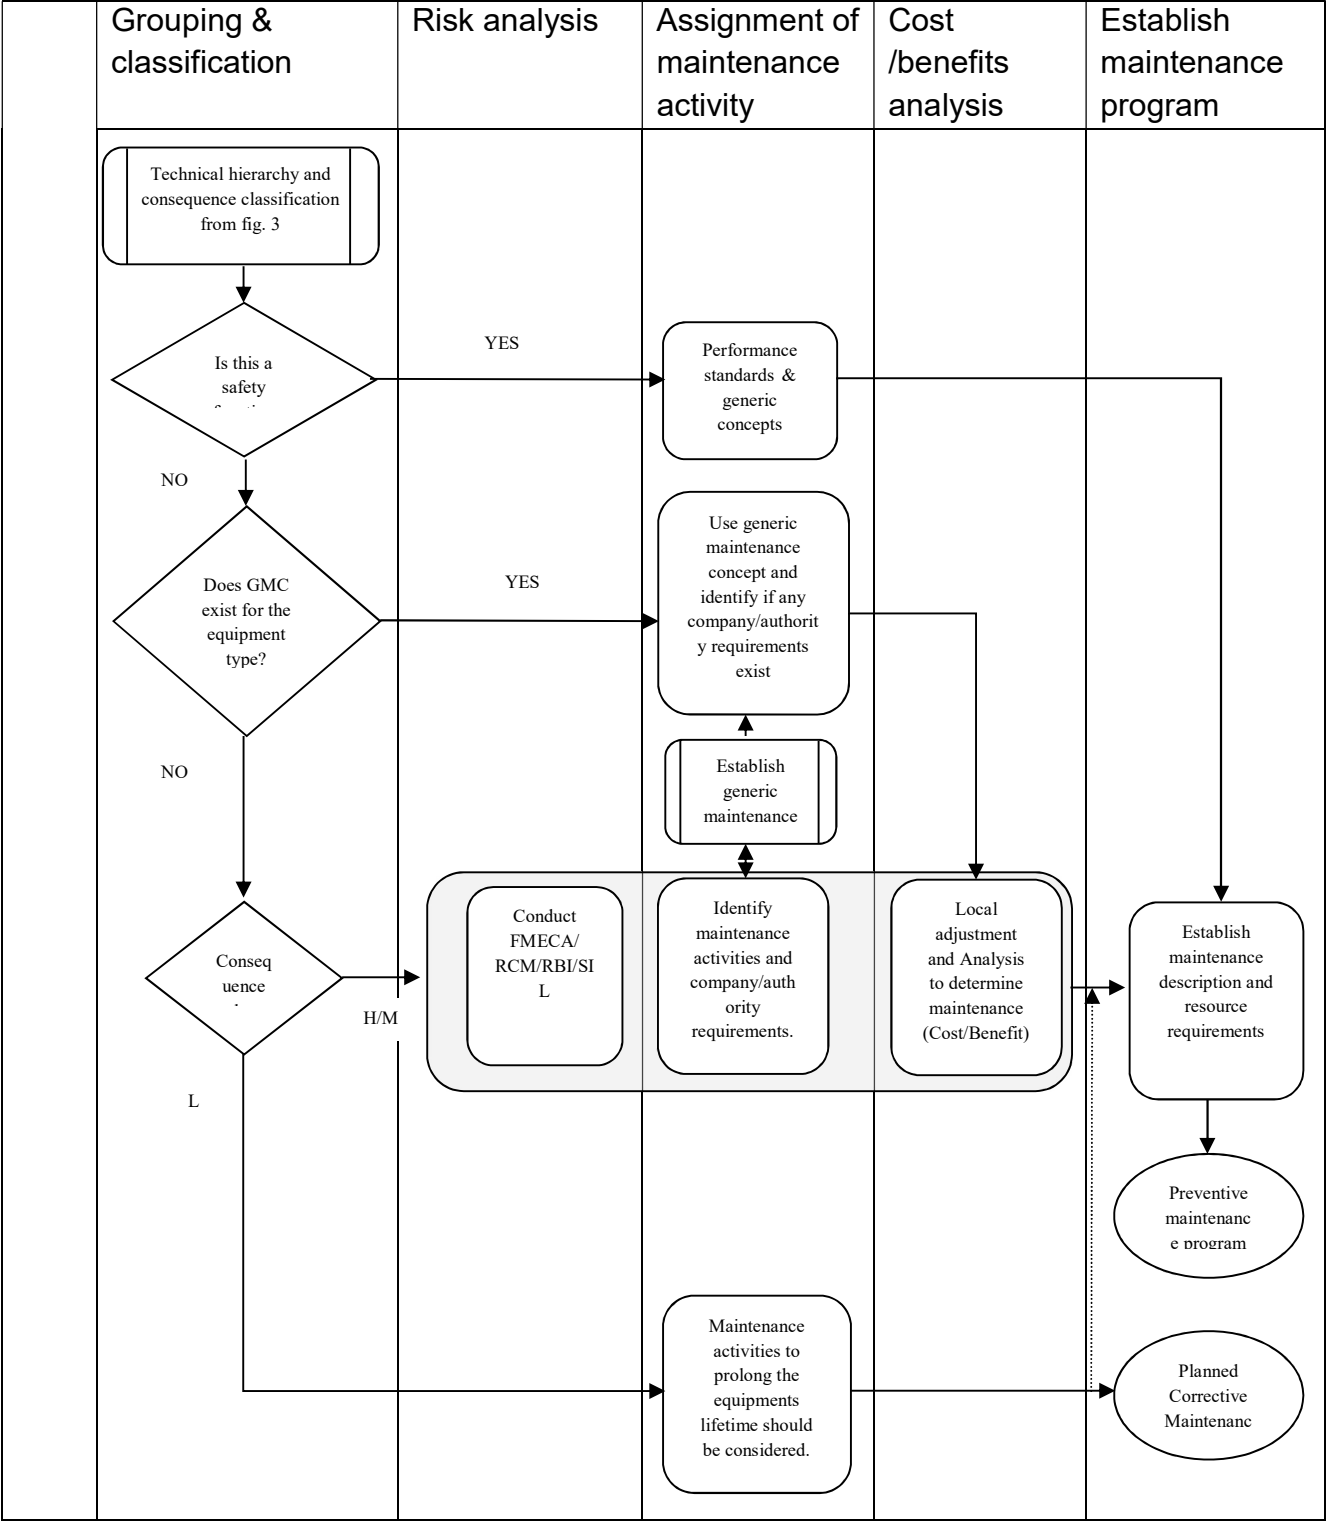 Grouping &
classification
Risk analysis
Assignment of
maintenance
activity
Cost
/benefits
analysis
Establish
maintenance
program
Technical hierarchy and
consequence classification
from fig. 3
Is this a
safety
YES
Performance
standards &
generic
concepts
NO
Does GMC
exist for the
equipment
type?
YES
Use generic
maintenance
concept and
identify if any
company/authorit
y requirements
exist
NO
Establish
generic
maintenance
Conseq
uence
H/M
L
Conduct
FMECA/
RCM/RBI/SI
L
Identify
maintenance
activities and
company/auth
ority
requirements.
Local
adjustment
and Analysis
to determine
maintenance
(Cost/Benefit)
Establish
maintenance
description and
resource
requirements
Preventive
maintenanc
e program
Maintenance
activities to
prolong the
equipments
lifetime should
be considered.
Planned
Corrective
Maintenanc